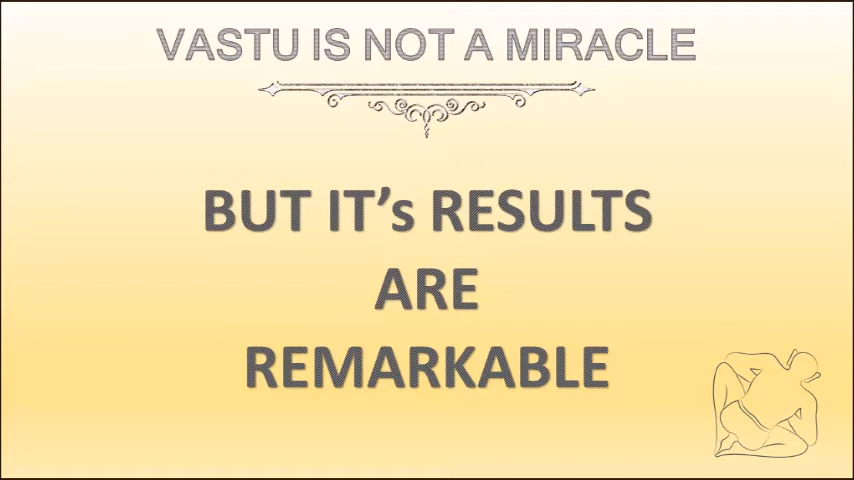 VASTU IS NOT A MIRACLE
BUT IT’s RESULTS
ARE
REMARKABLE